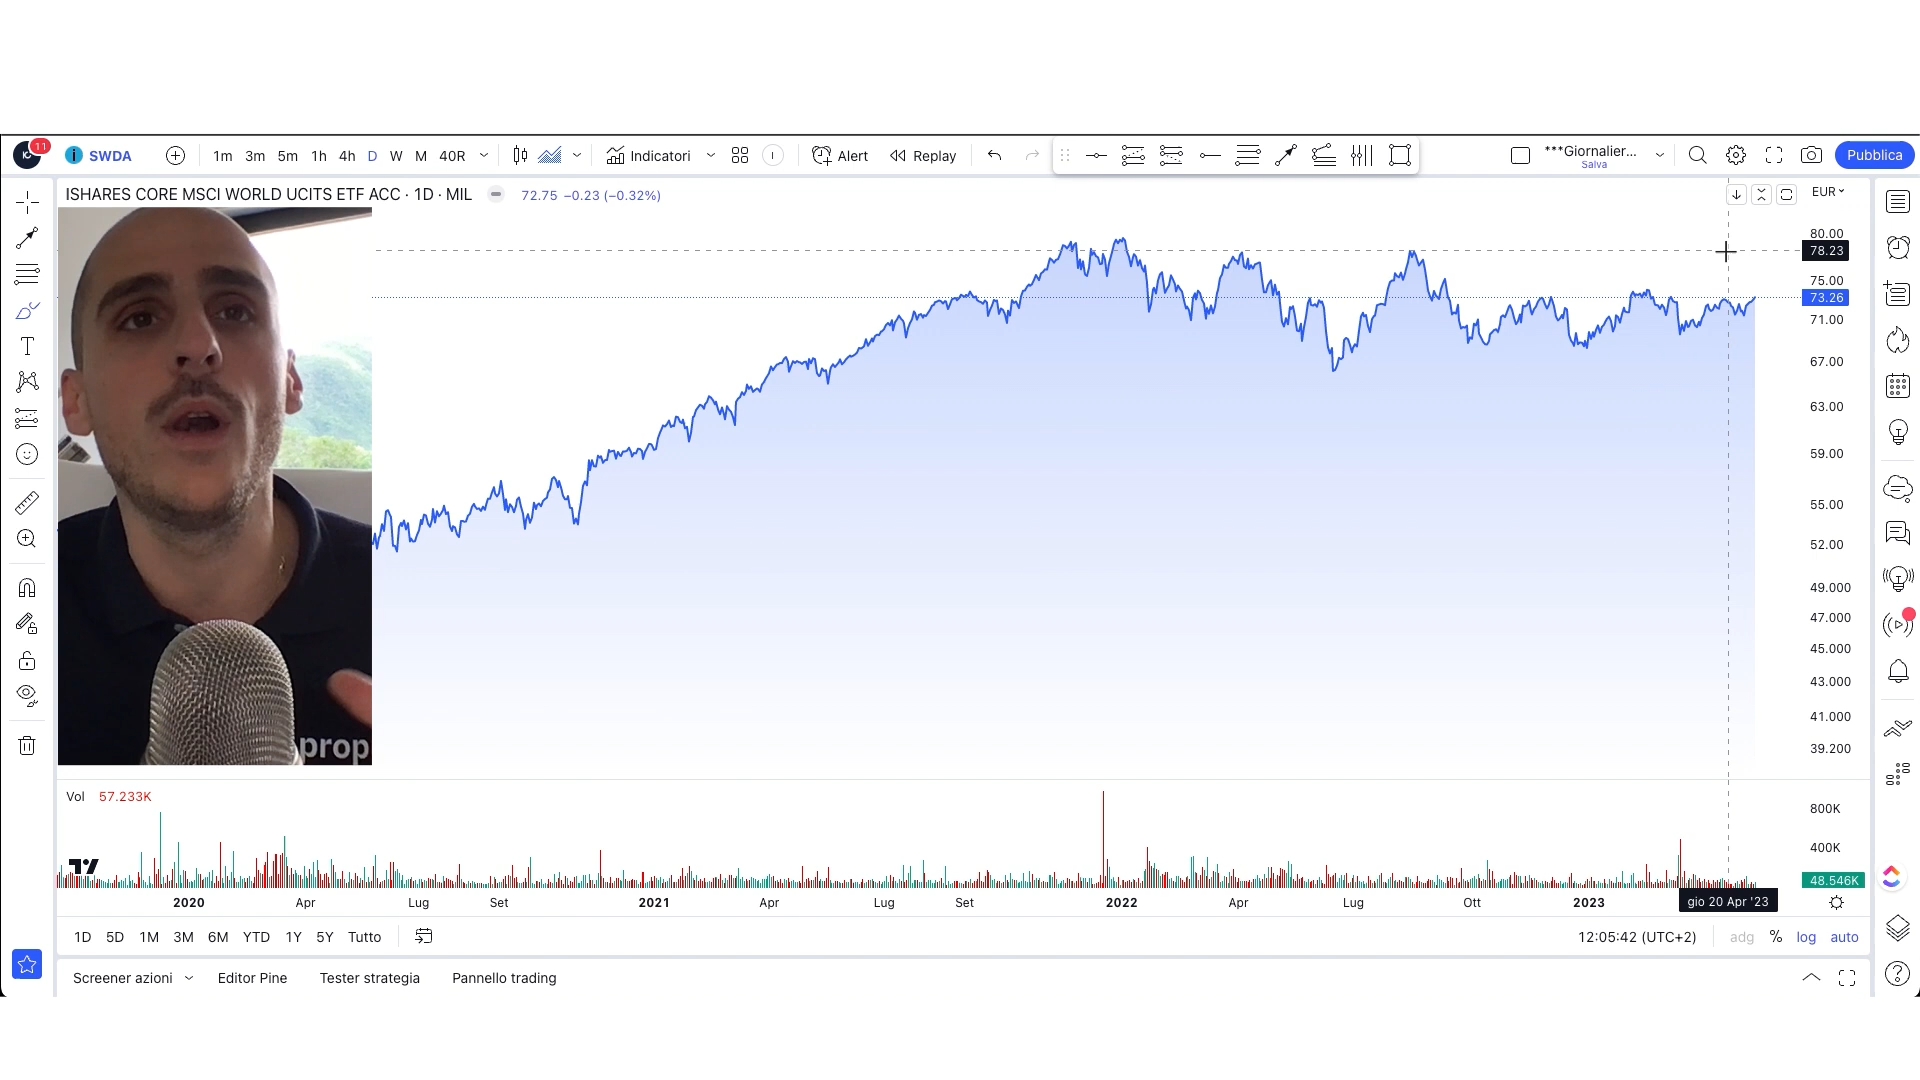 11
SWDA
1m 3m 5m 1h 4h D W M 40R
Indicatori
Alert
Replay
***Giornalier...
Salva
Pubblica
ISHARES CORE MSCI WORLD UCITS ETF ACC · 1D · MIL
72.75 −0.23 (−0.32%)
EUR
80.00
78.23
75.00
73.26
71.00
67.00
63.00
59.00
55.00
52.00
49.000
47.000
45.000
43.000
41.000
39.200
prop
Vol 57.233K
800K
400K
48.546K
2020 Apr Lug Set 2021 Apr Lug Set 2022 Apr Lug Ott 2023 gio 20 Apr '23
1D 5D 1M 3M 6M YTD 1Y 5Y Tutto
12:05:42 (UTC+2) adg % log auto
Screener azioni Editor Pine Tester strategia Pannello trading